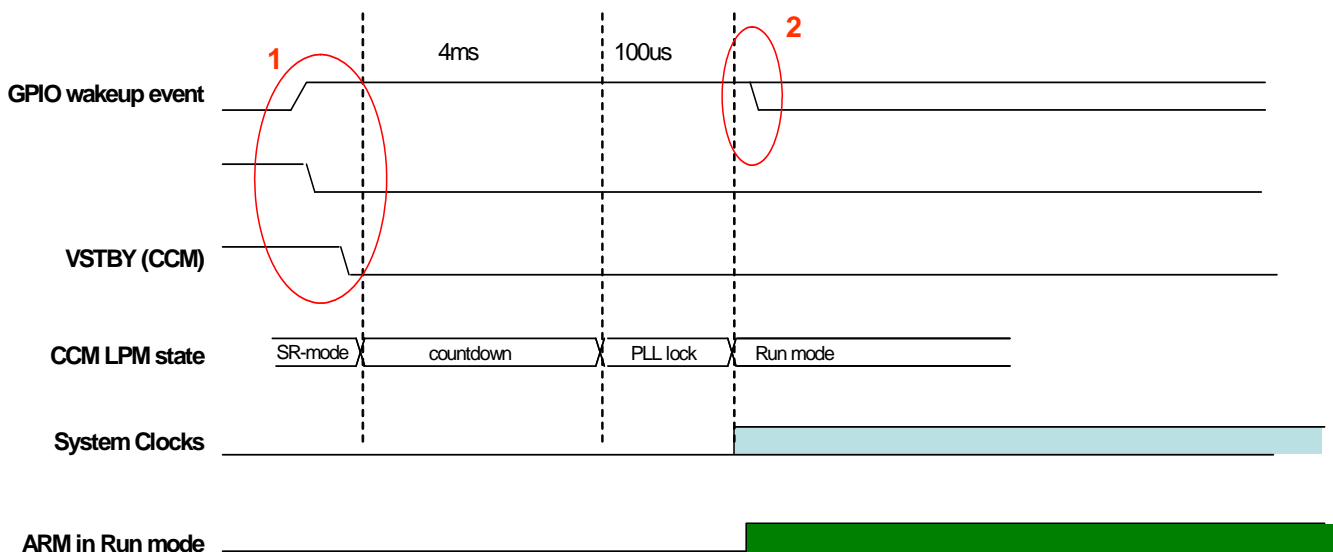 2
1
4ms
100us
GPIO wakeup event
VSTBY (CCM)
CCM LPM state
SR-mode
countdown
PLL lock
Run mode
System Clocks
ARM in Run mode